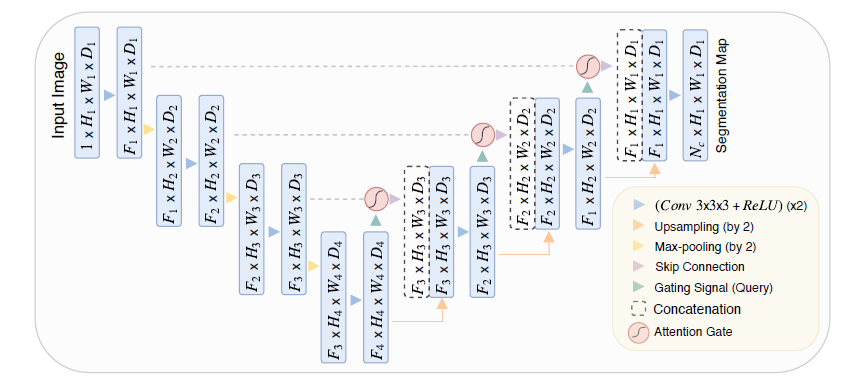 Input Image
1 x H1 x W1 x D1
F1 x H1 x W1 x D1
F1 x H2 x W2 x D2
F2 x H2 x W2 x D2
F2 x H3 x W3 x D3
F3 x H3 x W3 x D3
F3 x H4 x W4 x D4
F4 x H4 x W4 x D4
F3 x H3 x W3 x D3
F3 x H3 x W3 x D3
F2 x H3 x W3 x D3
F2 x H2 x W2 x D2
F2 x H2 x W2 x D2
F1 x H2 x W2 x D2
F1 x H1 x W1 x D1
F1 x H1 x W1 x D1
Nc x H1 x W1 x D1
Segmentation Map
(Conv 3x3x3 + ReLU) (x2)
Upsampling (by 2)
Max-pooling (by 2)
Skip Connection
Gating Signal (Query)
Concatenation
Attention Gate